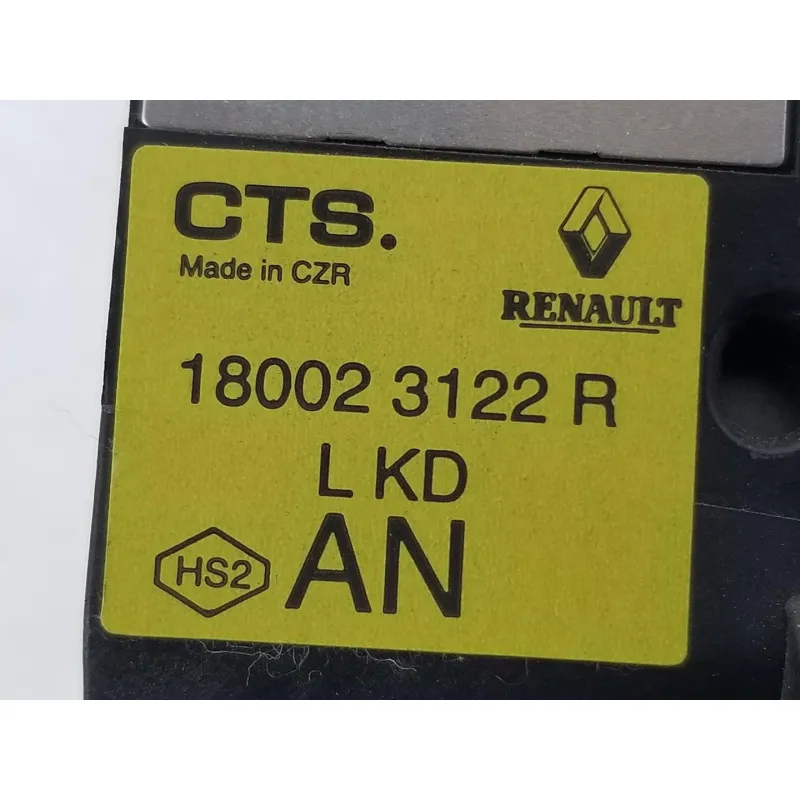 CTS.
Made in CZR
RENAULT
18002 3122 R
L KD
HS2 AN